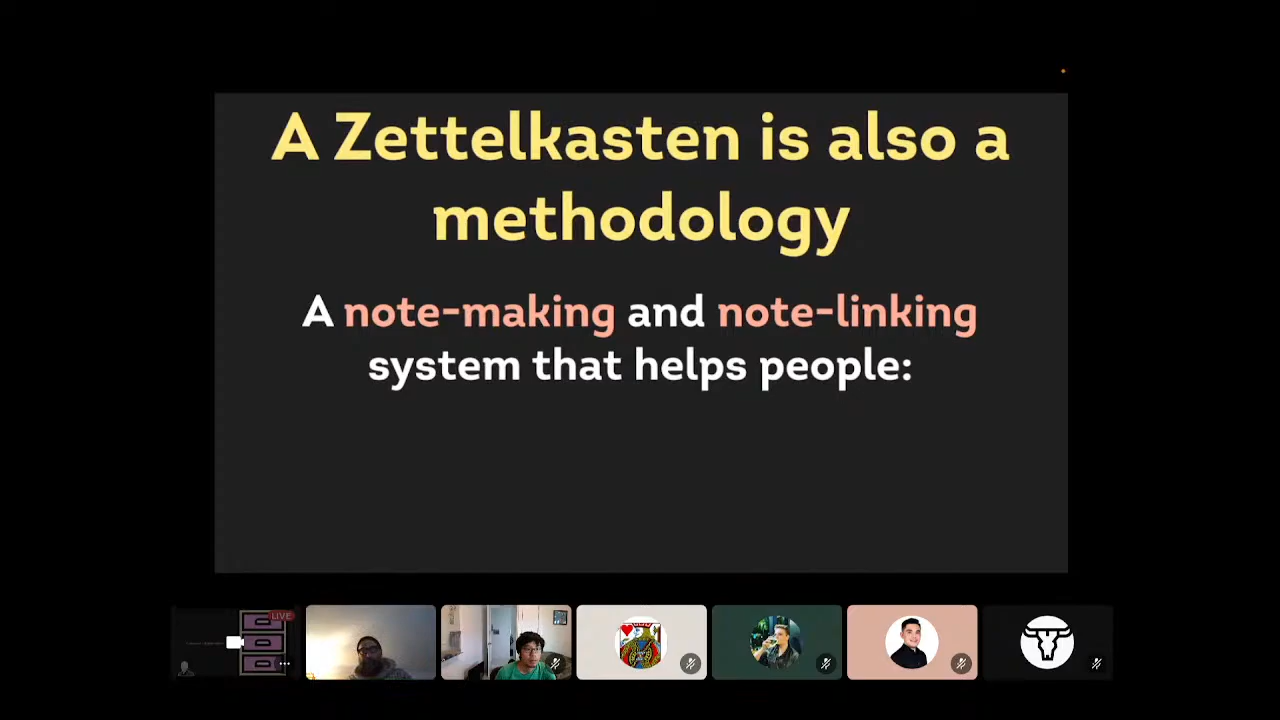 A Zettelkasten is also a
methodology
A note-making and note-linking
system that helps people:
LIVE